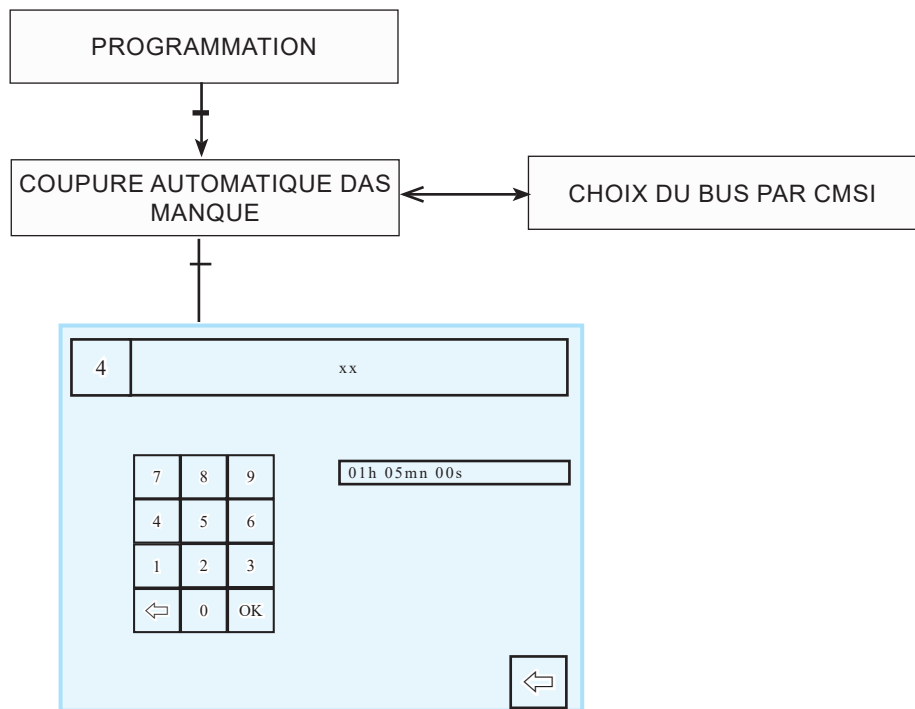 PROGRAMMATION
COUPURE AUTOMATIQUE DAS
MANQUE
CHOIX DU BUS PAR CMSI
4 xx
7 8 9
01h 05mn 00s
4 5 6
1 2 3
0 OK